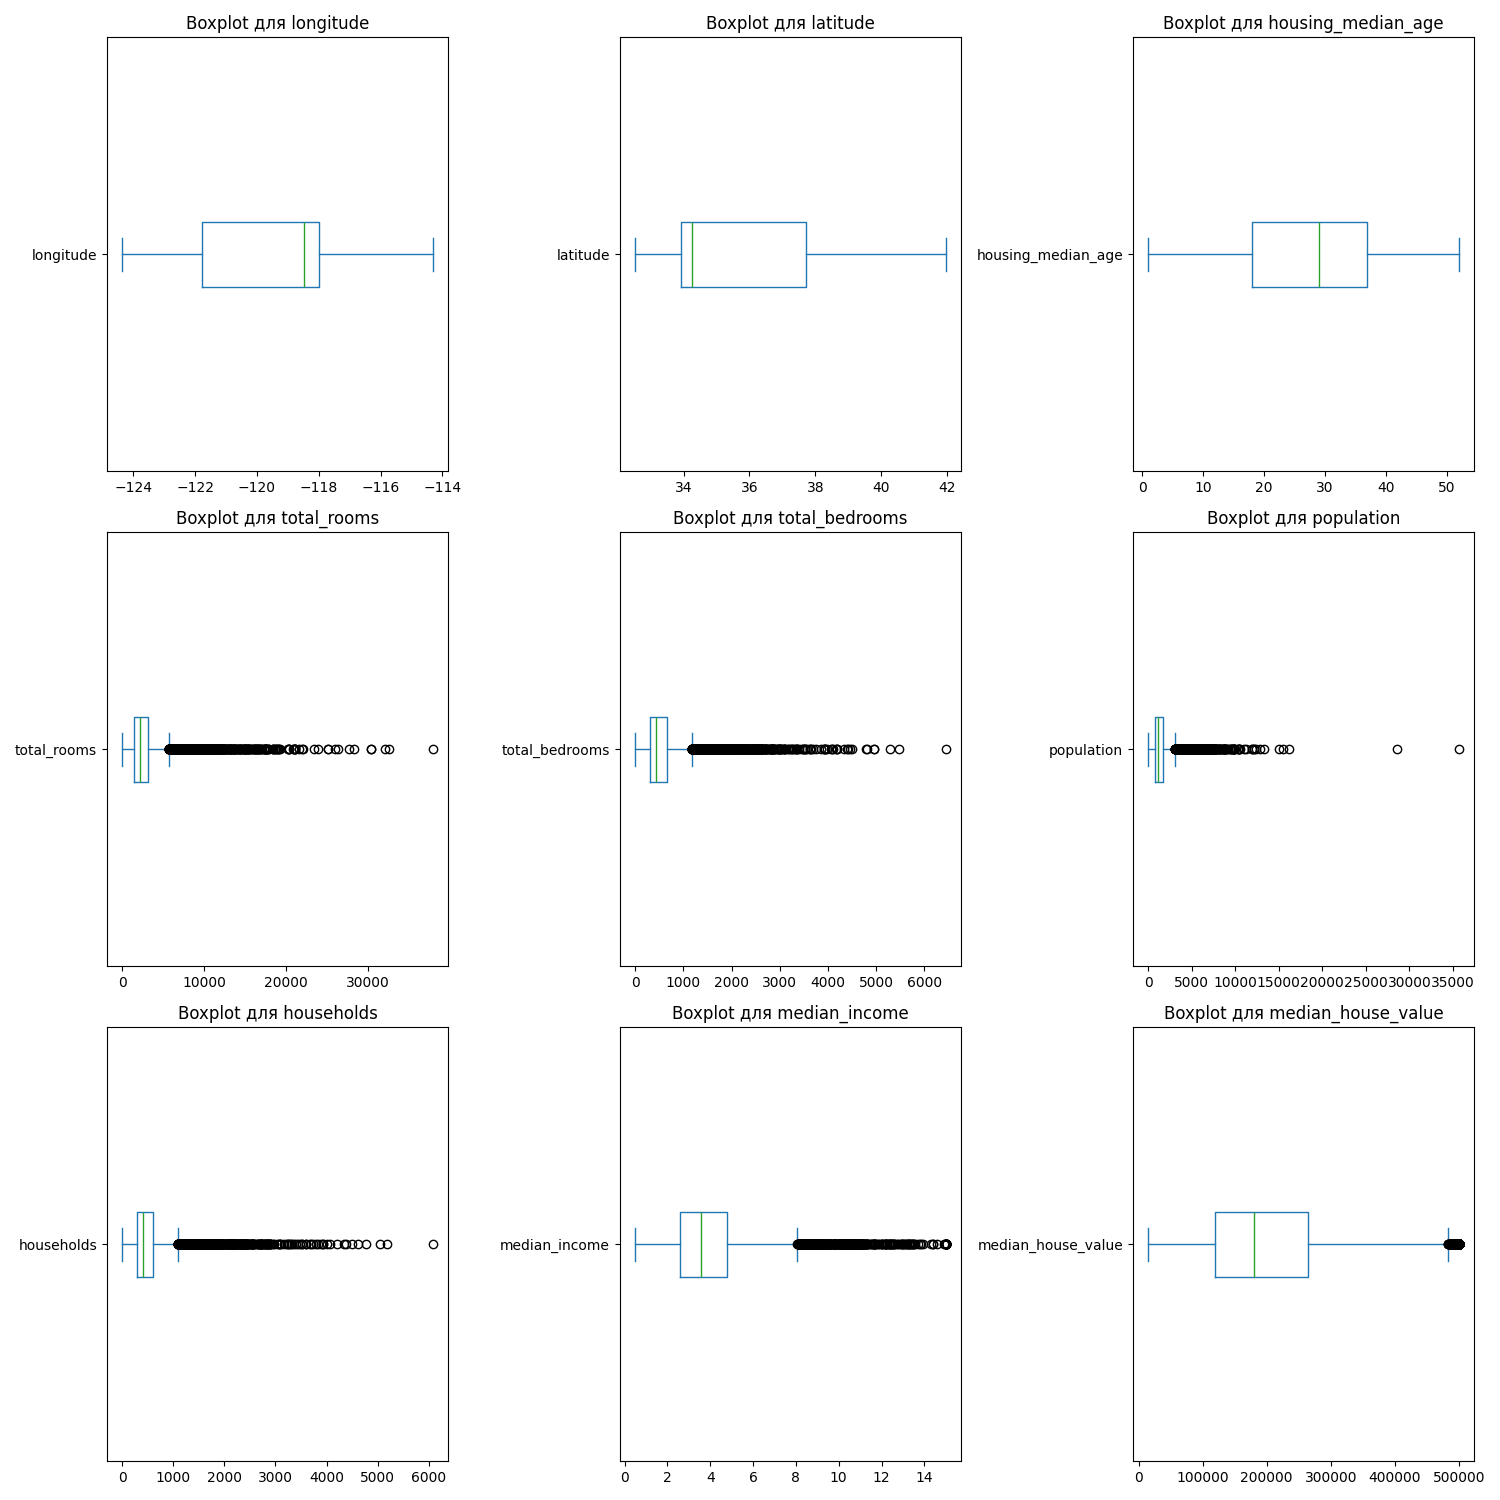 Boxplot для longitude
Boxplot для latitude
Boxplot для housing_median_age
longitude
latitude
housing_median_age
−124 −122 −120 −118 −116 −114
34 36 38 40 42
0 10 20 30 40 50
Boxplot для total_rooms
Boxplot для total_bedrooms
Boxplot для population
total_rooms
total_bedrooms
population
0 10000 20000 30000
0 1000 2000 3000 4000 5000 6000
0 5000 10000 15000 20000 25000 30000 35000
Boxplot для households
Boxplot для median_income
Boxplot для median_house_value
households
median_income
median_house_value
0 1000 2000 3000 4000 5000 6000
0 2 4 6 8 10 12 14
0 100000 200000 300000 400000 500000